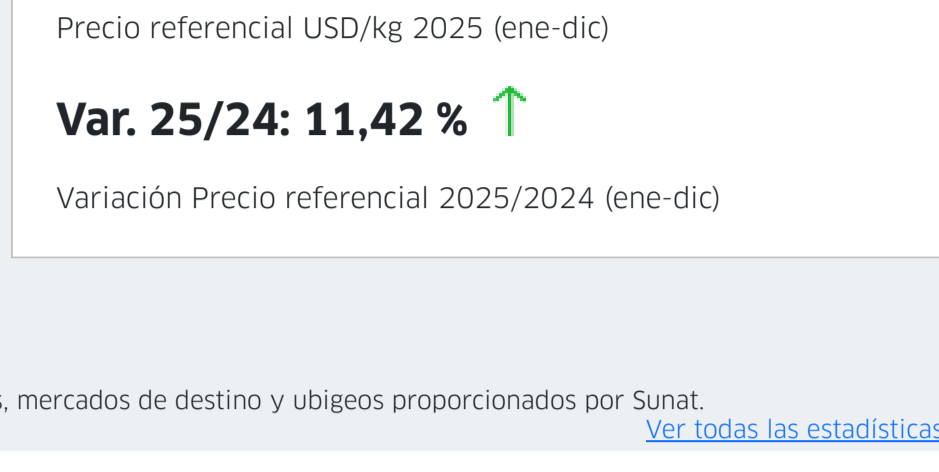 Precio referencial USD/kg 2025 (ene-dic)
Var. 25/24: 11,42 %
Variación Precio referencial 2025/2024 (ene-dic)
, mercados de destino y ubigeos proporcionados por Sunat.
Ver todas las estadísticas